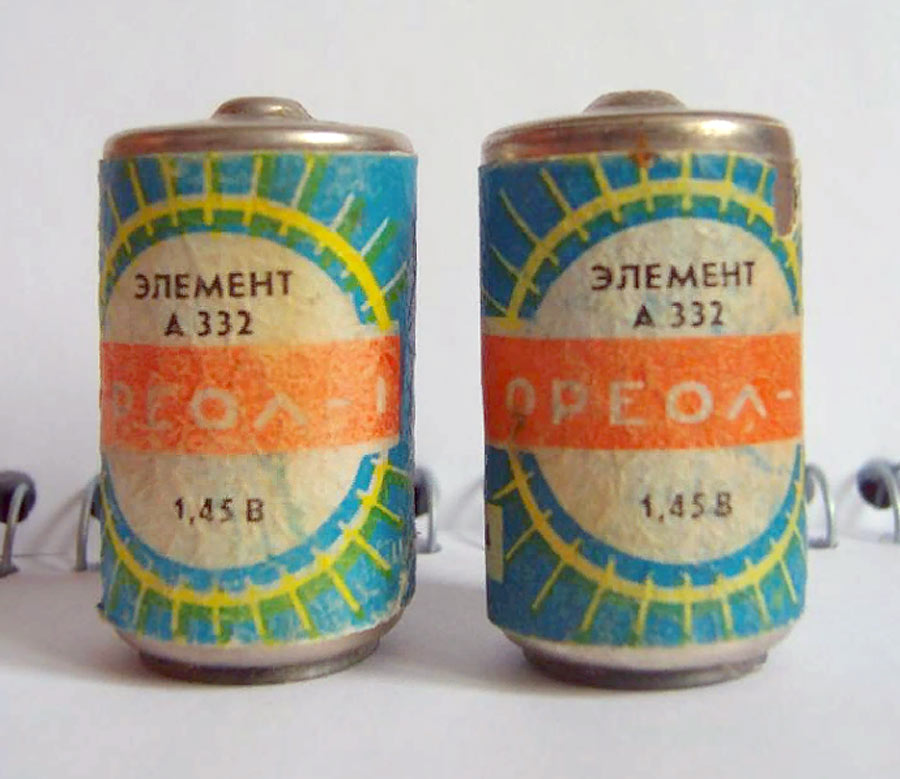 ЭЛЕМЕНТ
А 332
РЕОЛ-1
1,45 В
ЭЛЕМЕНТ
А 332
ОРЕОЛ-
1,45 В